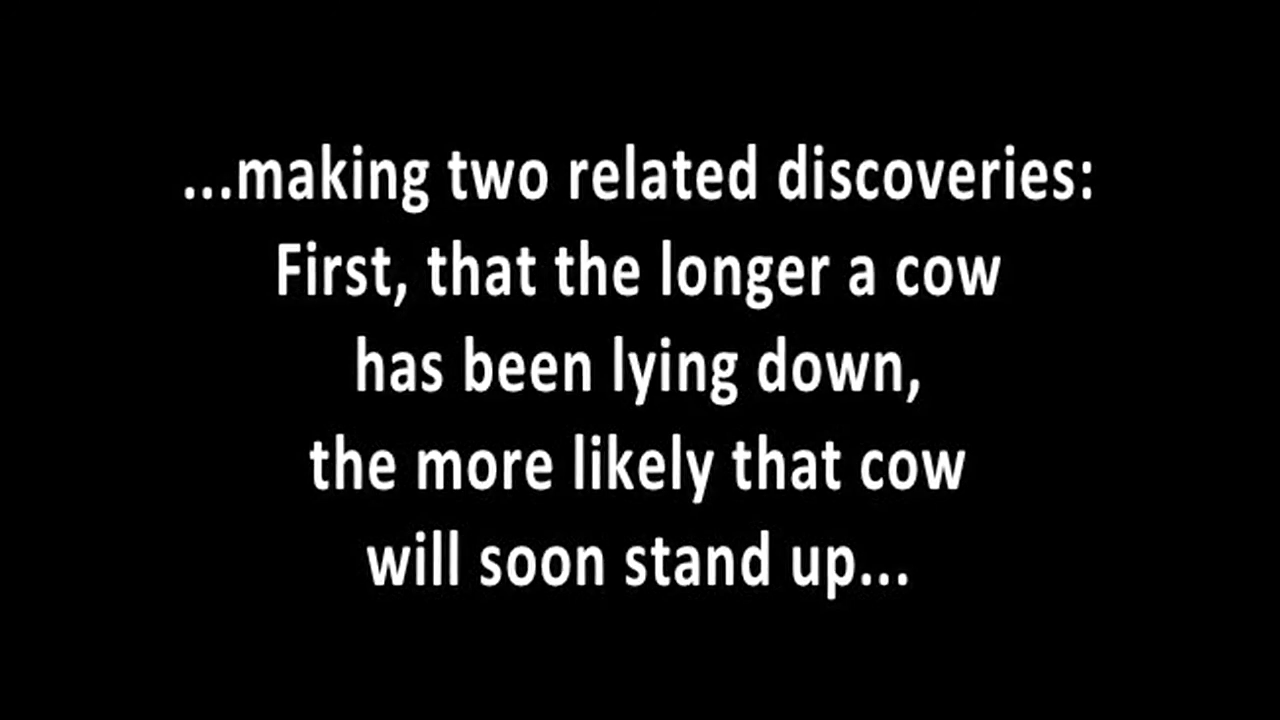 ...making two related discoveries:
First, that the longer a cow
has been lying down,
the more likely that cow
will soon stand up...